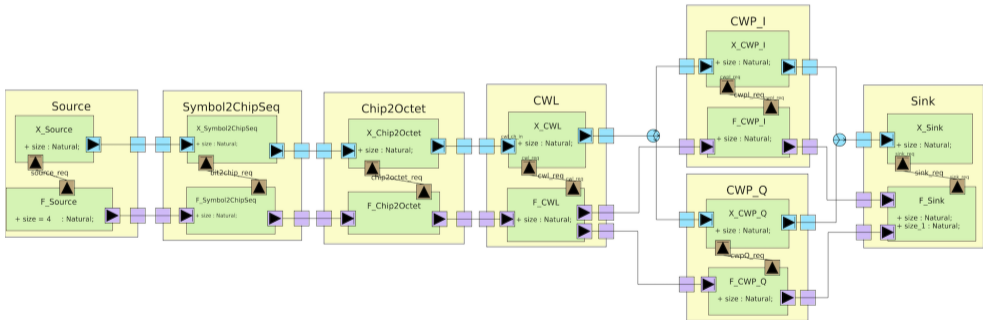 Source
X_Source
+ size : Natural;
source_req
F_Source
+ size = 4 : Natural;
Symbol2ChipSeq
X_Symbol2ChipSeq
+ size : Natural;
bit2chip_req
F_Symbol2ChipSeq
+ size : Natural;
Chip2Octet
X_Chip2Octet
+ size : Natural;
chip2octet_req
F_Chip2Octet
+ size : Natural;
CWL
X_CWL
+ size : Natural;
cwl_req
F_CWL
+ size : Natural;
CWP_I
X_CWP_I
+ size : Natural;
cwpI_req
F_CWP_I
+ size : Natural;
CWP_Q
X_CWP_Q
+ size : Natural;
cwpQ_req
F_CWP_Q
+ size : Natural;
Sink
X_Sink
+ size : Natural;
sink_req
F_Sink
+ size : Natural;
+ size_1 : Natural;